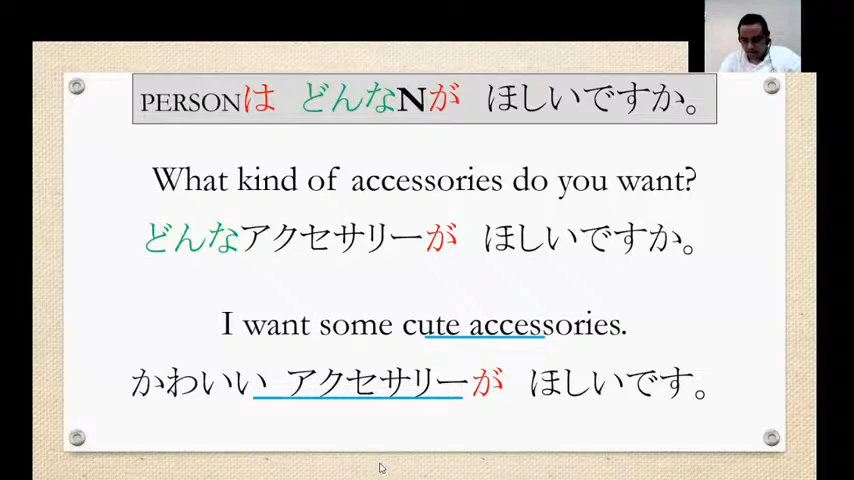 PERSONは どんなNが ほしいですか。
What kind of accessories do you want?
どんなアクセサリーが ほしいですか。
I want some cute accessories.
かわいい アクセサリーが ほしいです。